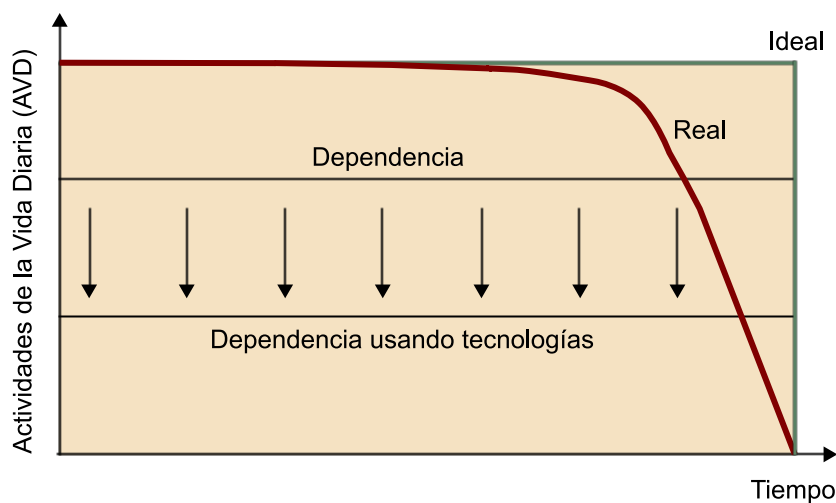 Actividades de la Vida Diaria (AVD)
Ideal
Real
Dependencia
Dependencia usando tecnologías
Tiempo